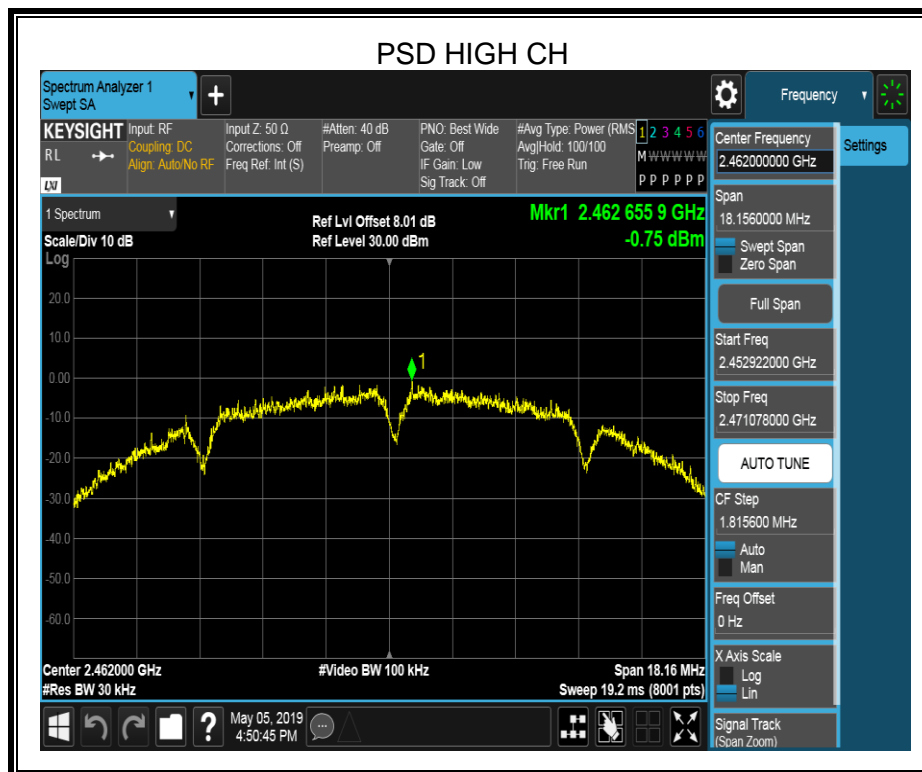 PSD HIGH CH
Spectrum Analyzer 1
Swept SA
+
Frequency
KEYSIGHT
RL
LXI
Input: RF
Coupling: DC
Align: Auto/No RF
Input Z: 50 Ω
Corrections: Off
Freq Ref: Int (S)
#Atten: 40 dB
Preamp: Off
PNO: Best Wide
Gate: Off
IF Gain: Low
Sig Track: Off
#Avg Type: Power (RMS
Avg|Hold: 100/100
Trig: Free Run
1 2 3 4 5 6
M W W W W W
P P P P P P
1 Spectrum
Scale/Div 10 dB
Log
Ref Lvl Offset 8.01 dB
Ref Level 30.00 dBm
Mkr1 2.462 655 9 GHz
-0.75 dBm
20.0
10.0
0.00
-10.0
-20.0
-30.0
-40.0
-50.0
-60.0
1
Center 2.462000 GHz
#Res BW 30 kHz
#Video BW 100 kHz
Span 18.16 MHz
Sweep 19.2 ms (8001 pts)
Center Frequency
2.462000000 GHz
Settings
Span
18.1560000 MHz
Swept Span
Zero Span
Full Span
Start Freq
2.452922000 GHz
Stop Freq
2.471078000 GHz
AUTO TUNE
CF Step
1.815600 MHz
Auto
Man
Freq Offset
0 Hz
X Axis Scale
Log
Lin
Signal Track
(Span Zoom)
?
May 05, 2019
4:50:45 PM